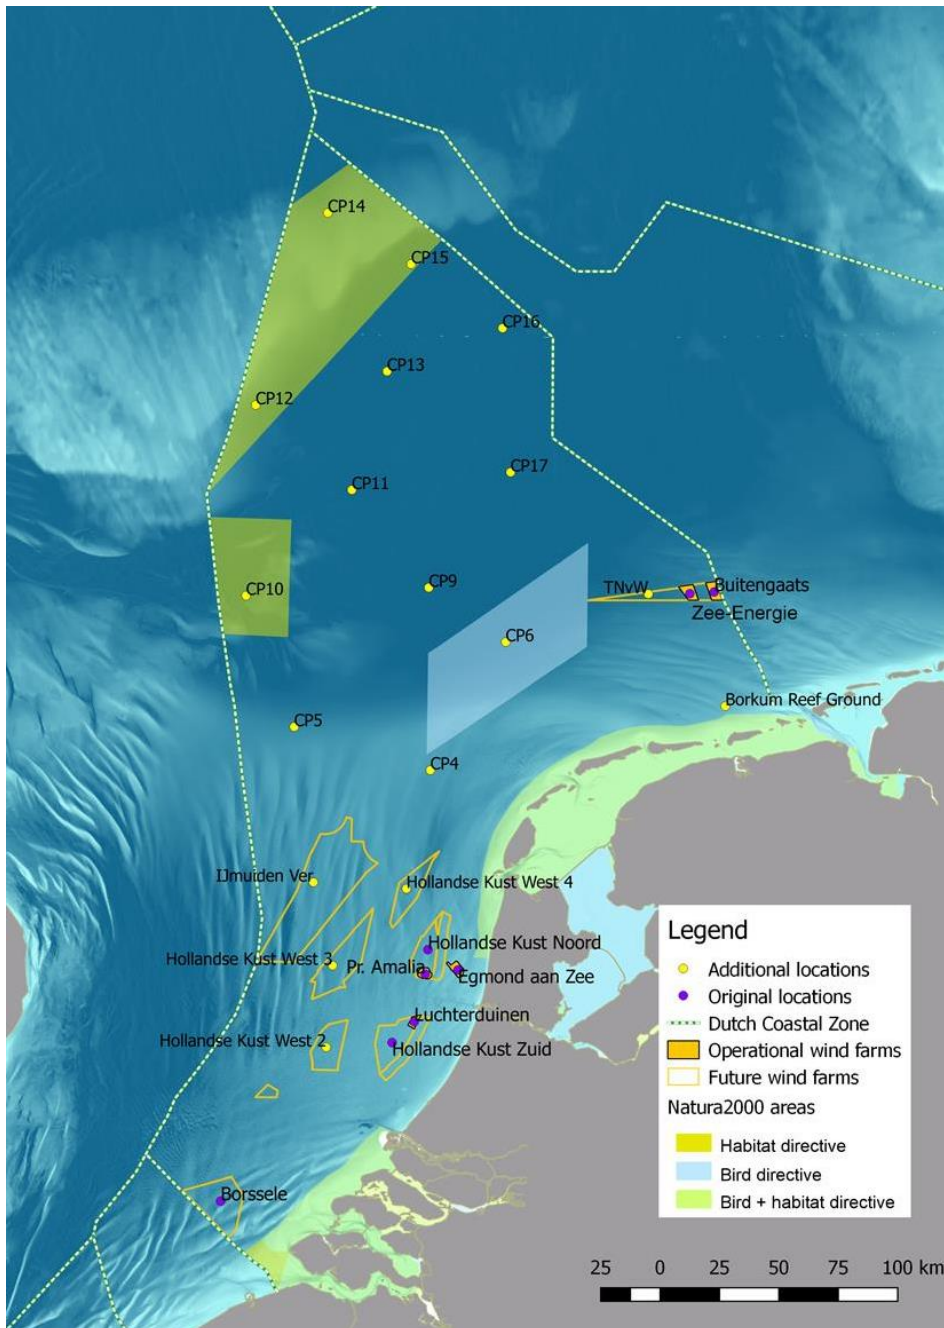 CP14
CP15
CP16
CP13
CP12
CP17
CP11
CP9
CP10
TNvW
Buitengaats
Zee-Energie
CP6
Borkum Reef Ground
CP5
CP4
IJmuiden Ver
Hollandse Kust West 4
Hollandse Kust Noord
Hollandse Kust West 3
Pr. Amalia
Egmond aan Zee
Luchterduinen
Hollandse Kust West 2
Hollandse Kust Zuid
Borssele
Legend
Additional locations
Original locations
Dutch Coastal Zone
Operational wind farms
Future wind farms
Natura2000 areas
Habitat directive
Bird directive
Bird + habitat directive
25 0 25 50 75 100 km